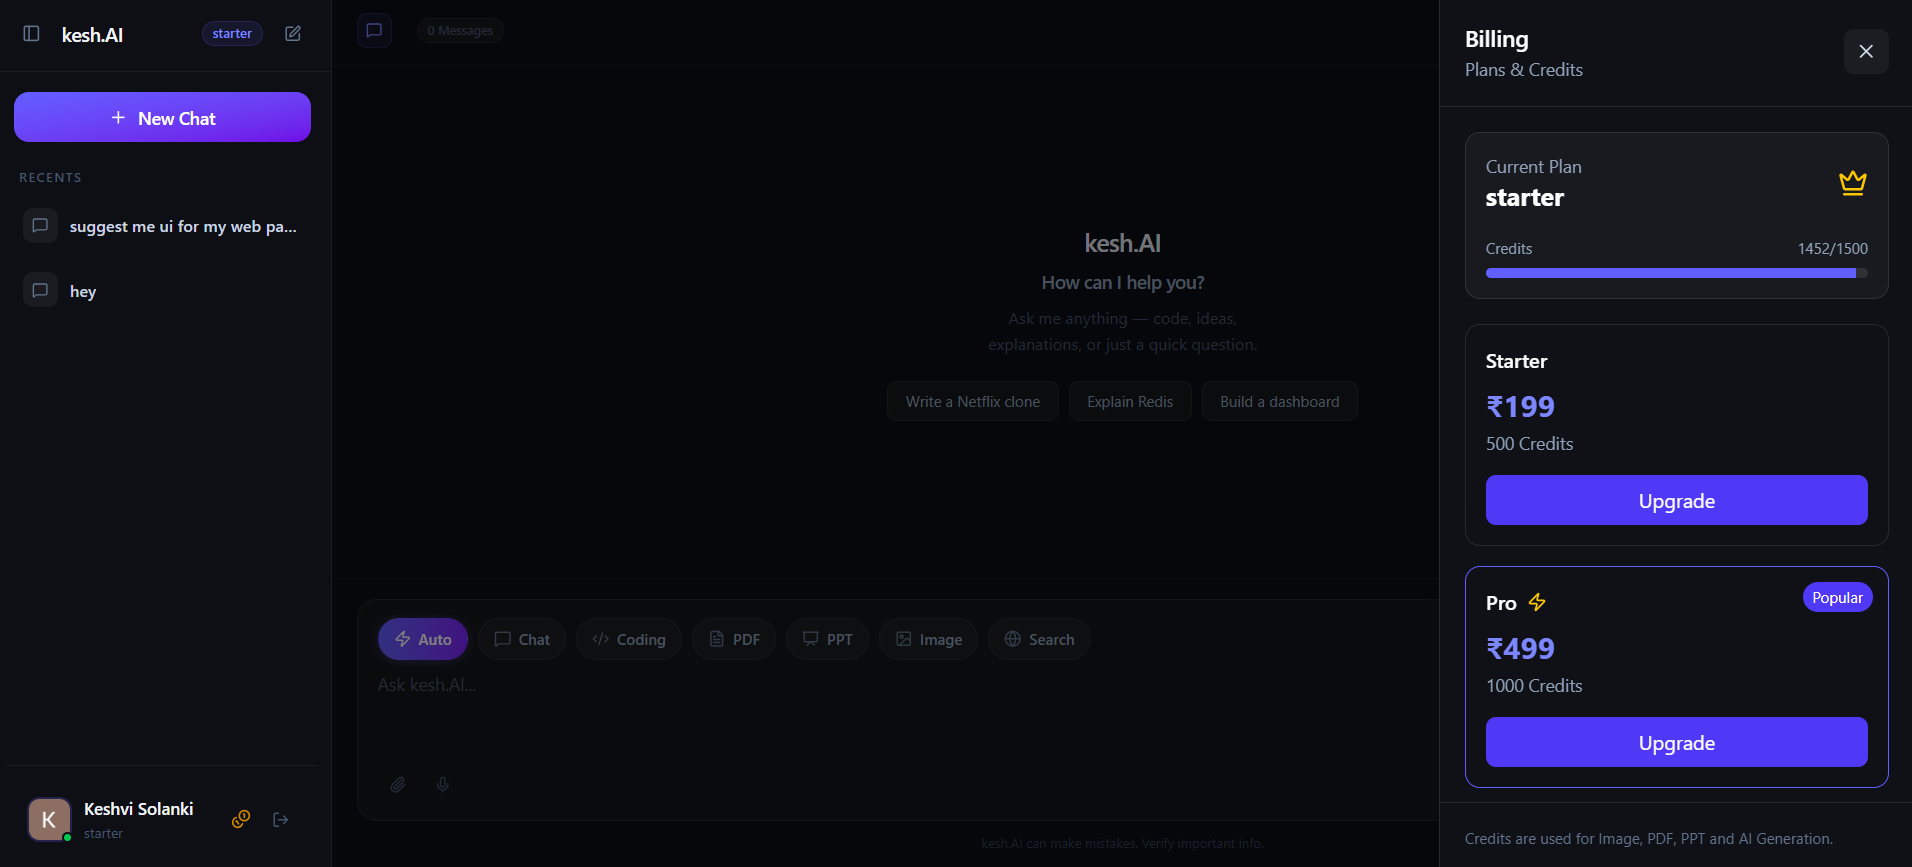 kesh.AI
starter
New Chat
RECENTS
suggest me ui for my web pa...
hey
Keshvi Solanki
starter
K
0 Messages
kesh.AI
How can I help you?
Ask me anything — code, ideas,
explanations, or just a quick question.
Write a Netflix clone
Explain Redis
Build a dashboard
Auto
Chat
Coding
PDF
PPT
Image
Search
Ask kesh.AI...
kesh.AI can make mistakes. Verify important info.
Billing
Plans & Credits
Current Plan
starter
Credits
1452/1500
Starter
₹199
500 Credits
Upgrade
Pro
Popular
₹499
1000 Credits
Upgrade
Credits are used for Image, PDF, PPT and AI Generation.